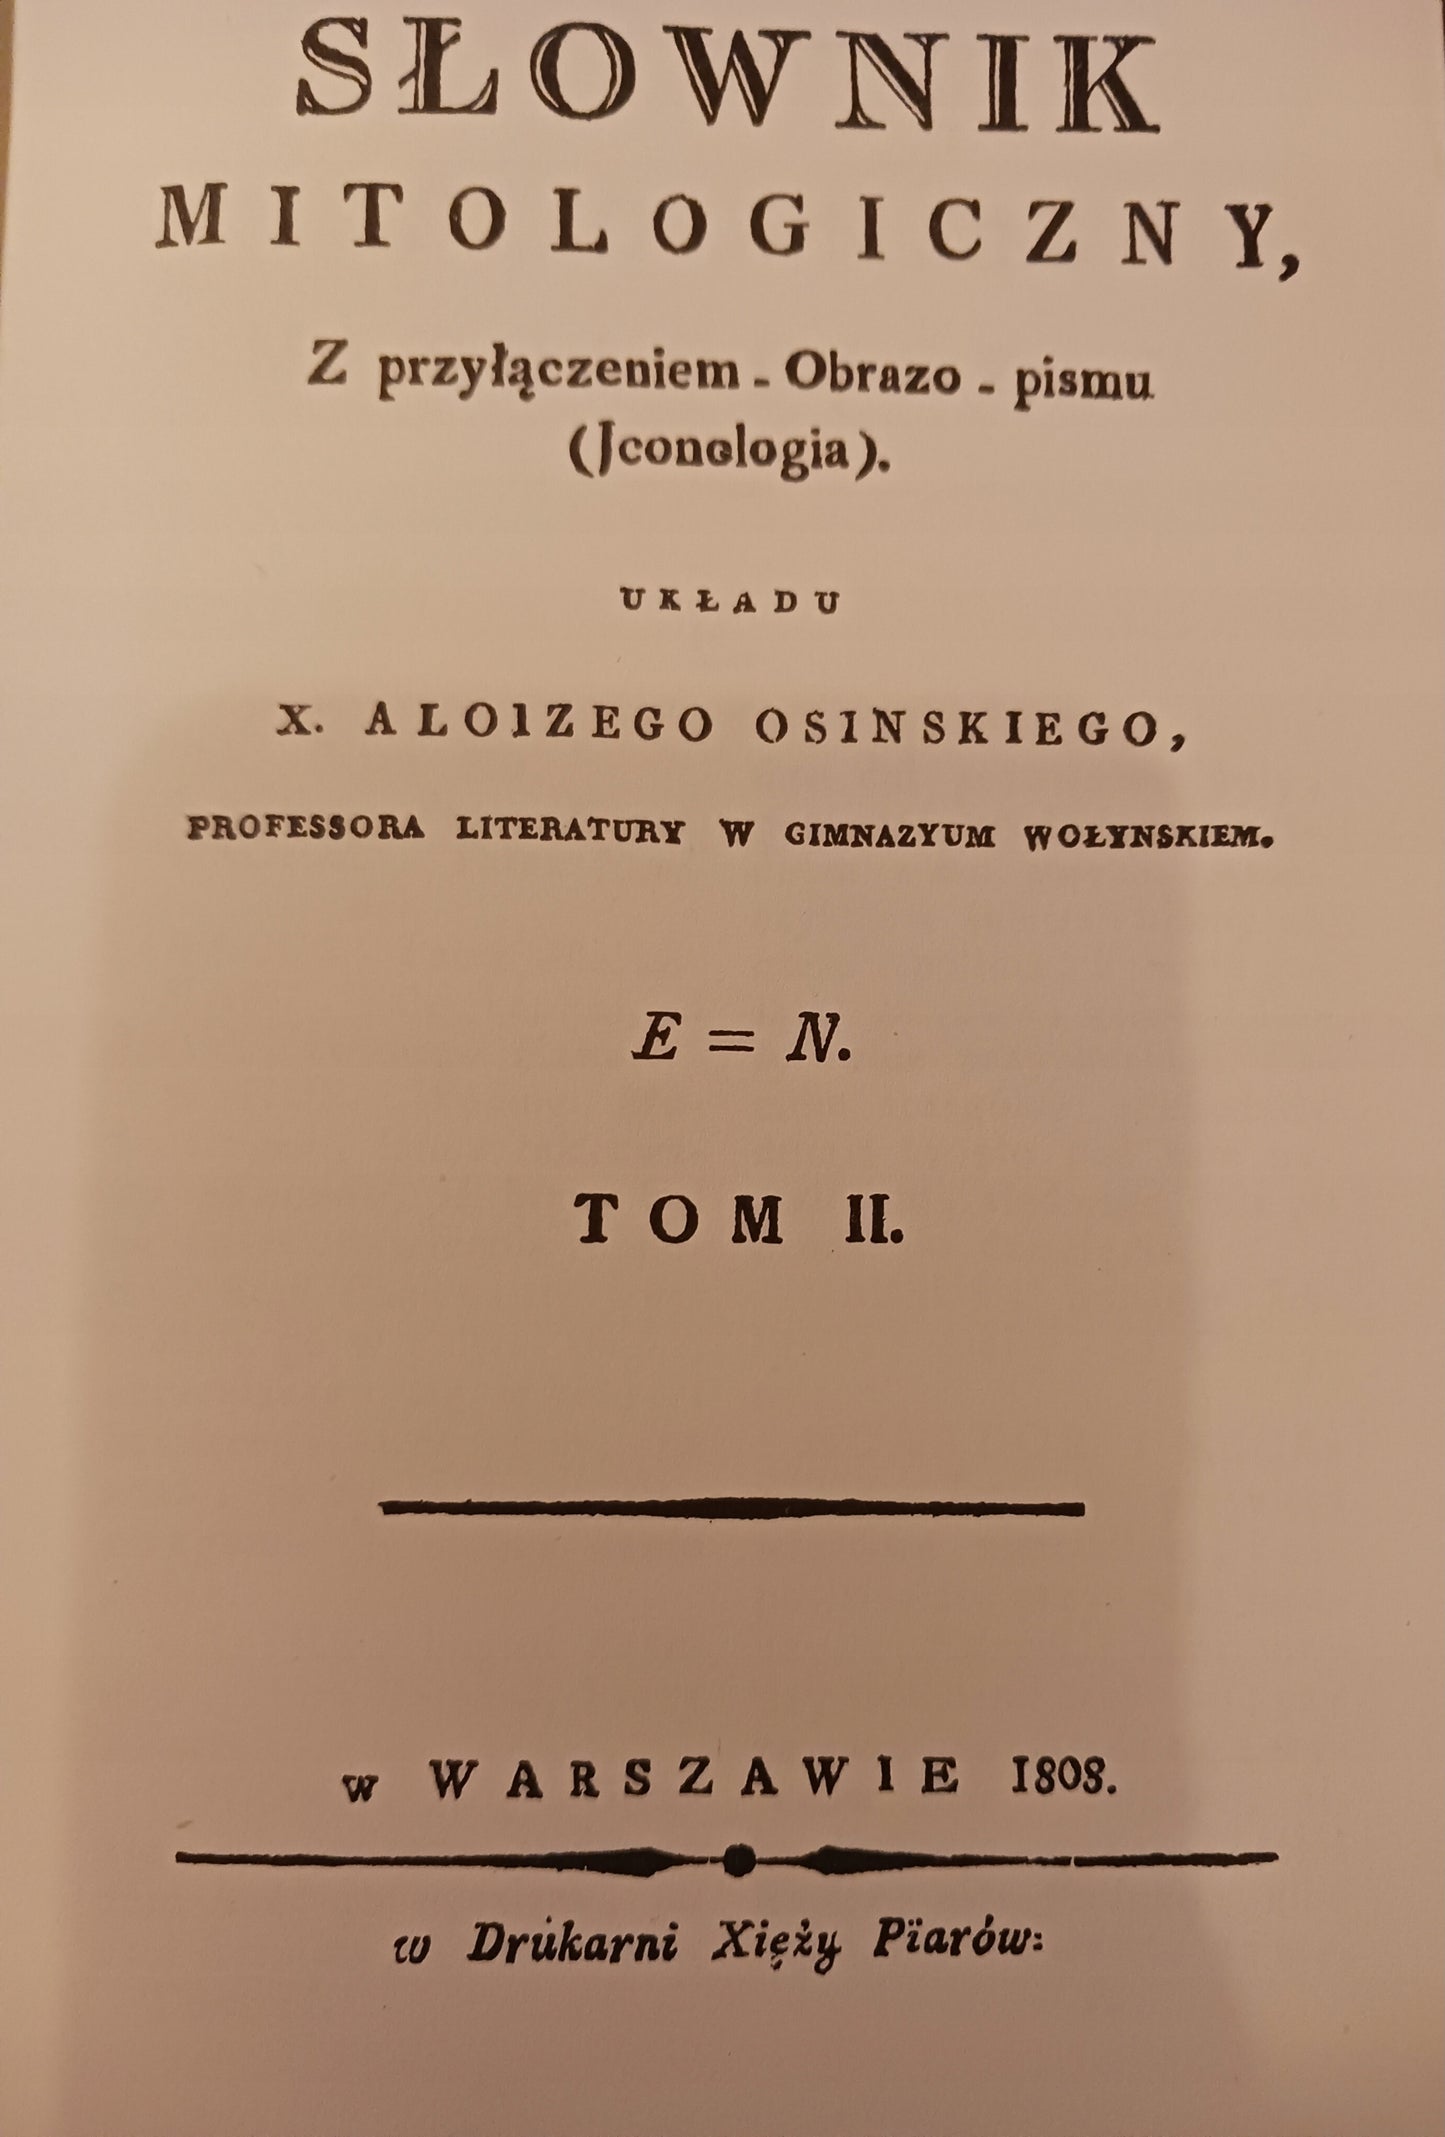 SŁOWNIK
MITOLOGICZNY,
Z przyłączeniem - Obrazo - pismu
(Jconologia).
UKŁADU
X. ALOIZEGO OSINSKIEGO,
PROFESSORA LITERATURY W GIMNAZYUM WOŁYNSKIEM.
E = N.
TOM II.
w WARSZAWIE 1808.
w Drukarni Xięży Pïarów: